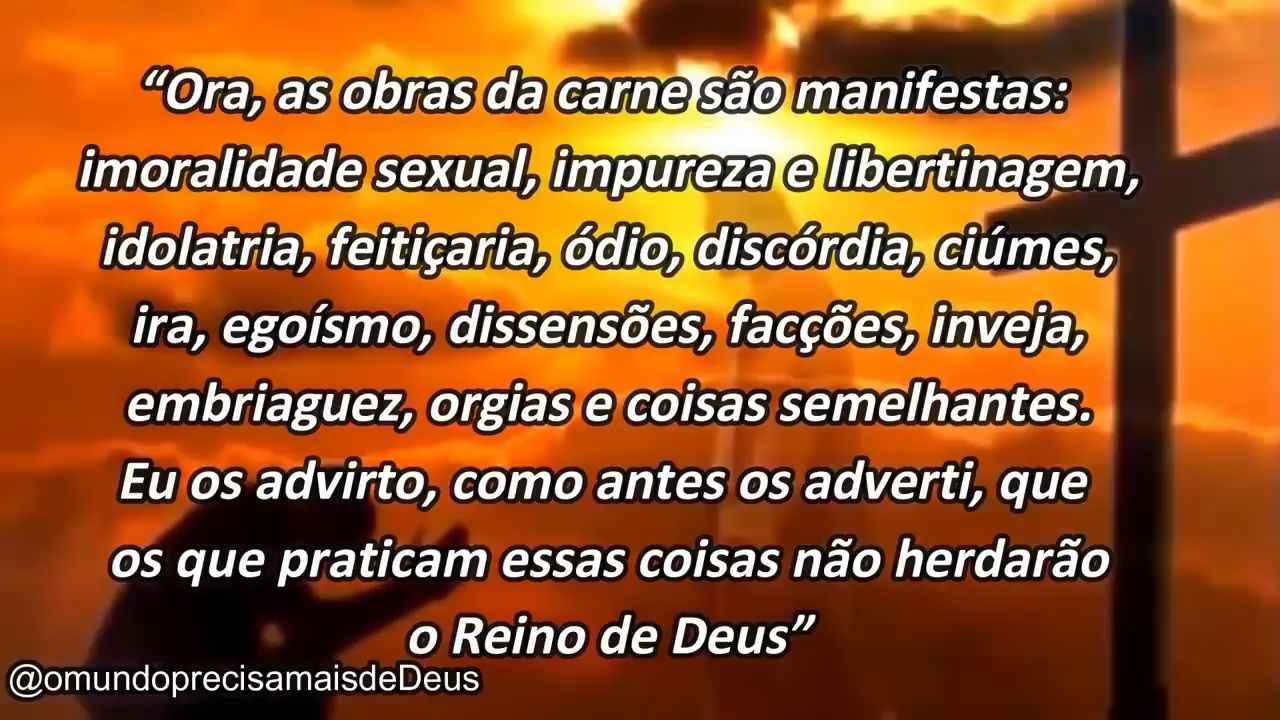 “Ora, as obras da carne são manifestas:
imoralidade sexual, impureza e libertinagem,
idolatria, feitiçaria, ódio, discórdia, ciúmes,
ira, egoísmo, dissensões, facções, inveja,
embriaguez, orgias e coisas semelhantes.
Eu os advirto, como antes os adverti, que
os que praticam essas coisas não herdarão
o Reino de Deus”
@omundoprecisamaisdeDeus